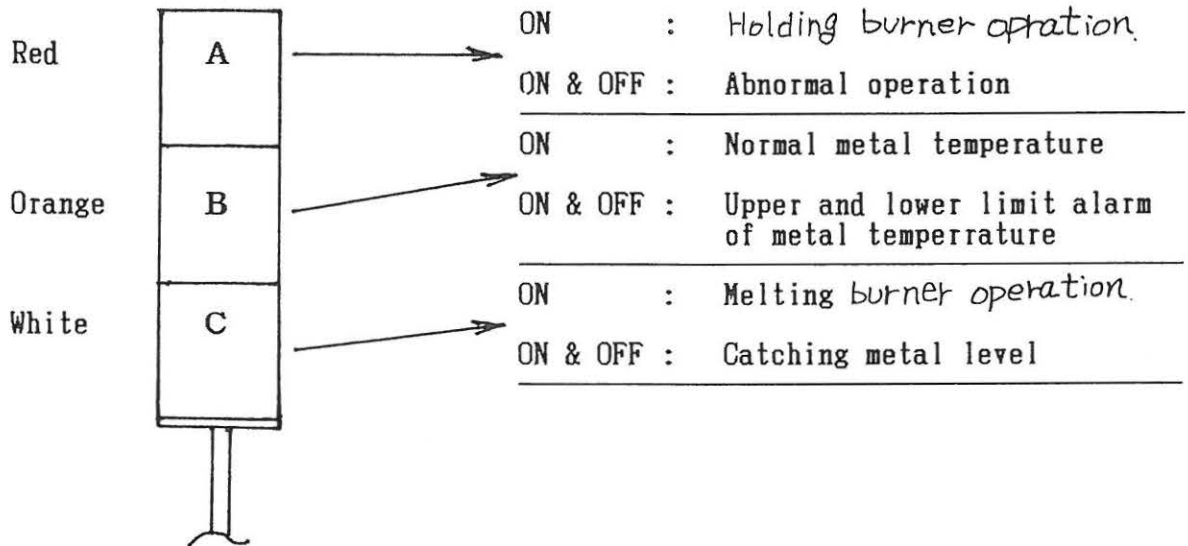 Red A ON : Holding burner opration.
ON & OFF : Abnormal operation
ON : Normal metal temperature
Orange B ON & OFF : Upper and lower limit alarm
of metal temperrature
ON : Melting burner operation.
White C
ON & OFF : Catching metal level